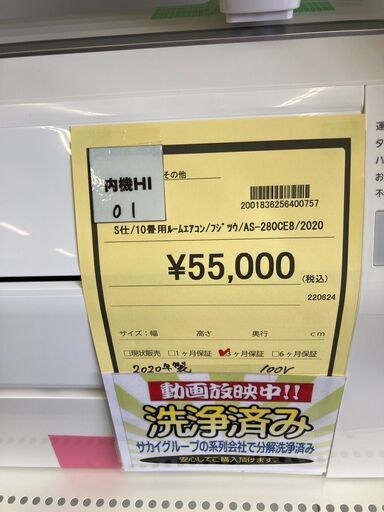 その他
内機HI
01
2001836256400757
S仕/10畳用ルームエアコン/フジツウ/AS-280CE8/2020
¥55,000(税込)
220624
サイズ:幅 高さ 奥行 cm
□現状販売 □1ヶ月保証 ☑3ヶ月保証 □6ヶ月保証
2020年製 100V
動画放映中!!
洗浄済み
サカイグループの系列会社で分解洗浄済み
安心してご購入頂けます。
運
タ
ハ
お
不